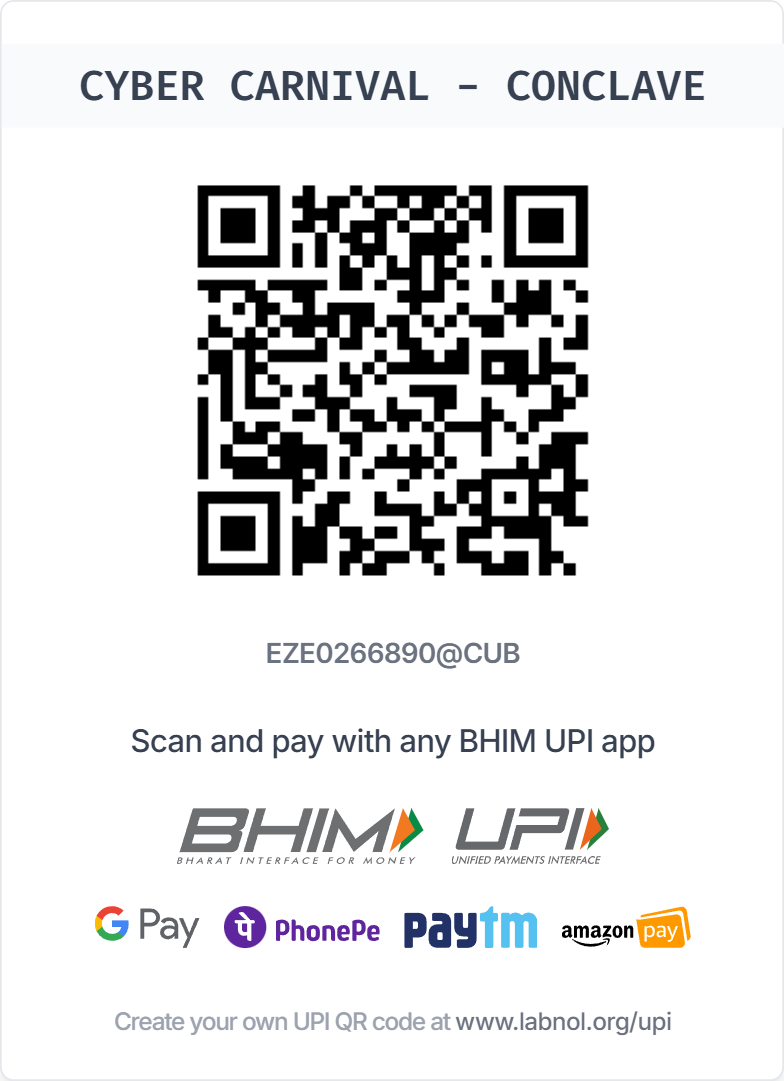 CYBER CARNIVAL - CONCLAVE
EZE0266890@CUB
Scan and pay with any BHIM UPI app
BHIM UPI
BHARAT INTERFACE FOR MONEY UNIFIED PAYMENTS INTERFACE
G Pay पे PhonePe paytm amazon pay
Create your own UPI QR code at www.labnol.org/upi